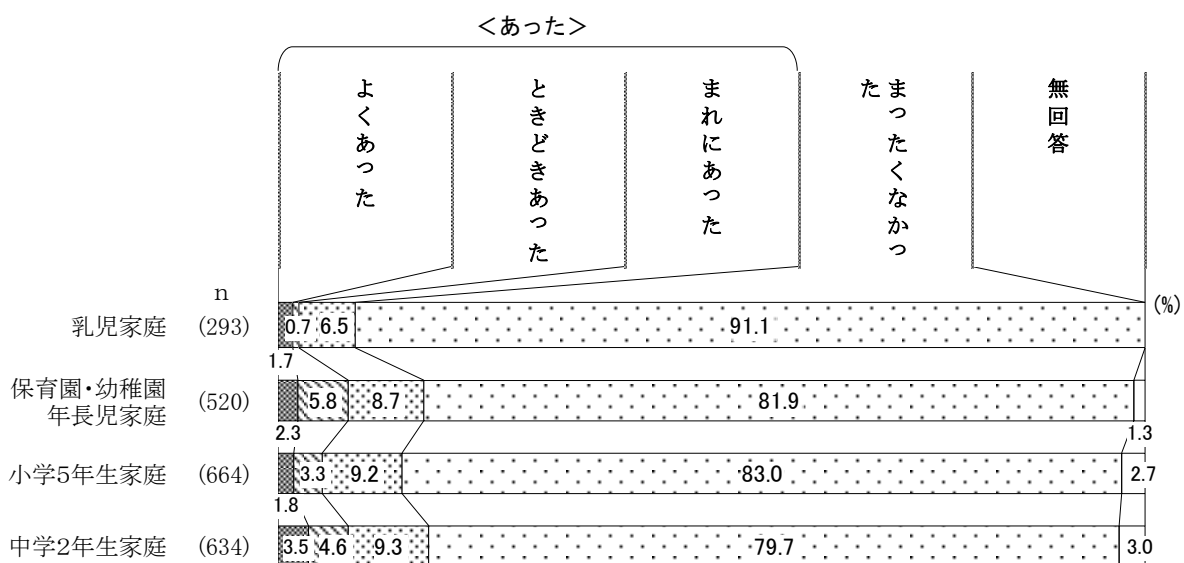 ＜あった＞
よくあった
ときどきあった
まれにあった
まったくなかっ
た
無回答
n
(%)
乳児家庭 (293) 0.7 6.5 91.1
1.7
保育園・幼稚園
年長児家庭 (520) 5.8 8.7 81.9
2.3 1.3
小学5年生家庭 (664) 3.3 9.2 83.0 2.7
1.8
中学2年生家庭 (634) 3.5 4.6 9.3 79.7 3.0